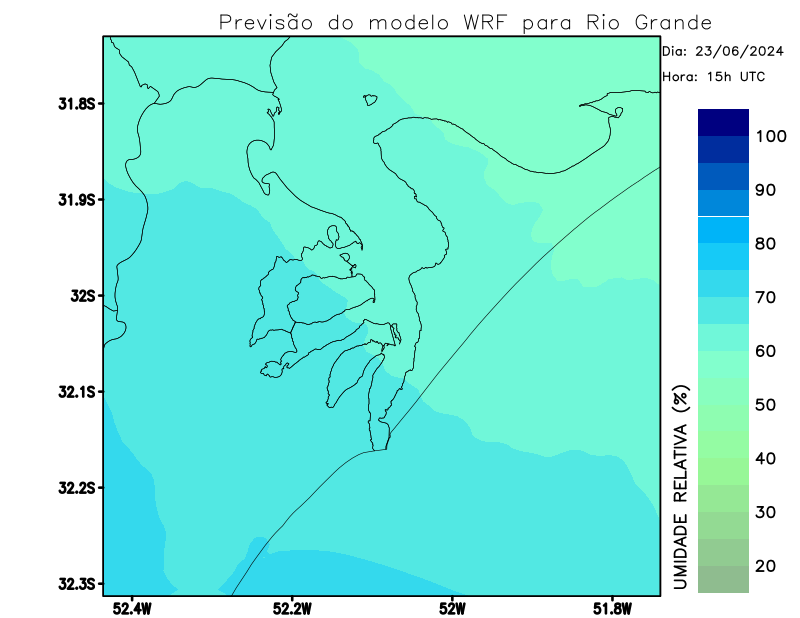 Previsão do modelo WRF para Rio Grande
Dia: 23/06/2024
Hora: 15h UTC
31.8S
31.9S
32S
32.1S
32.2S
32.3S
52.4W
52.2W
52W
51.8W
100
90
80
70
60
50
40
30
20
UMIDADE RELATIVA (%)